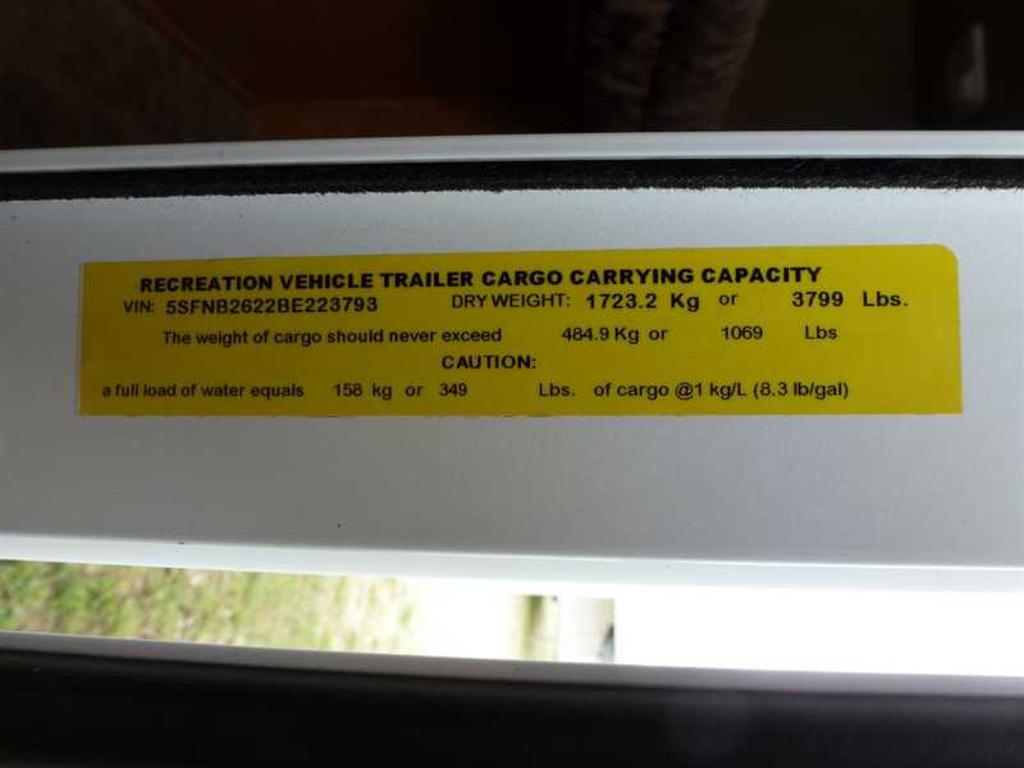 RECREATION VEHICLE TRAILER CARGO CARRYING CAPACITY
VIN: 5SFNB2622BE223793 DRY WEIGHT: 1723.2 Kg or 3799 Lbs.
The weight of cargo should never exceed 484.9 Kg or 1069 Lbs
CAUTION:
a full load of water equals 158 kg or 349 Lbs. of cargo @1 kg/L (8.3 lb/gal)